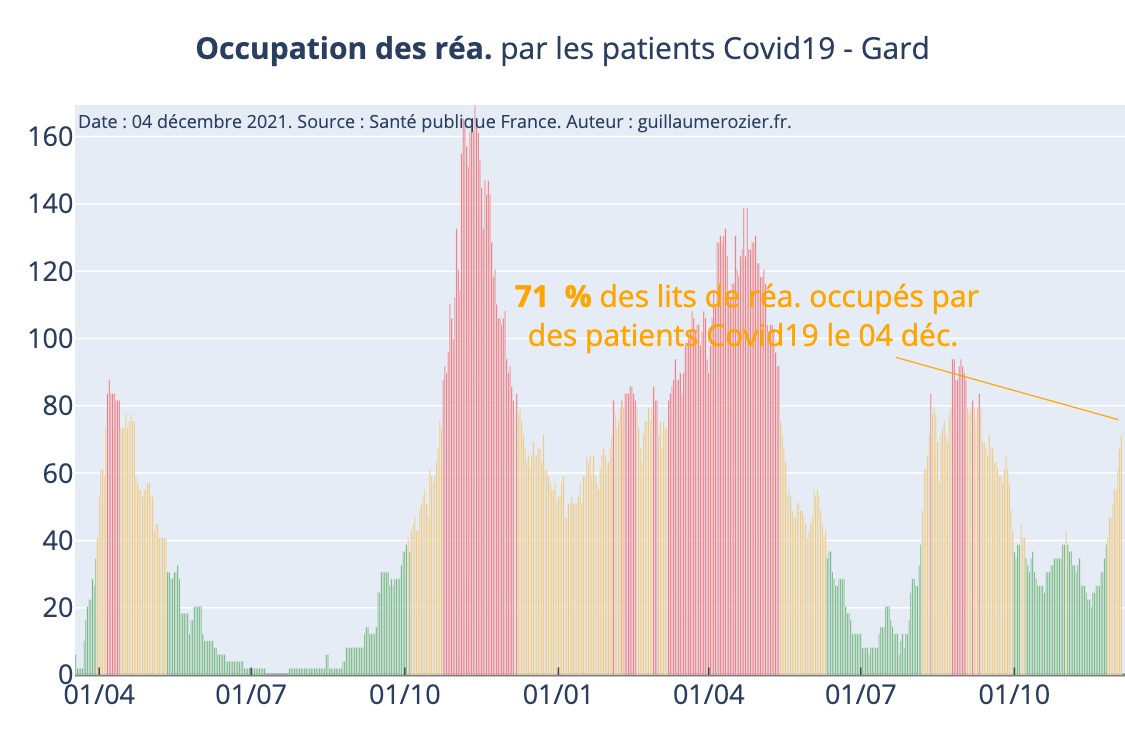 Occupation des réa. par les patients Covid19 - Gard
Date : 04 décembre 2021. Source : Santé publique France. Auteur : guillaumerozier.fr.
160
140
120
71 % des lits de réa. occupés par
des patients Covid19 le 04 déc.
100
80
60
40
20
0
01/04 01/07 01/10 01/01 01/04 01/07 01/10